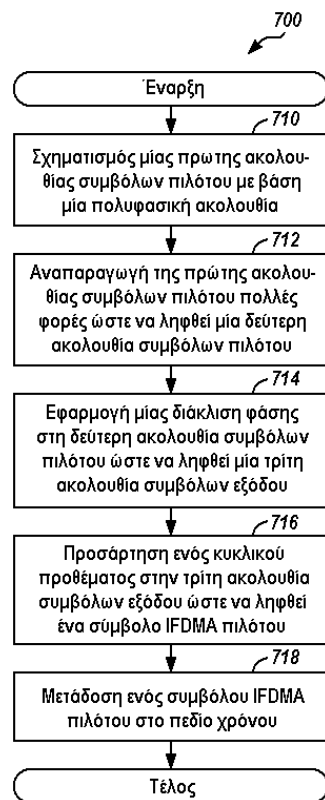 700
Έναρξη
710
Σχηματισμός μίας πρωτης ακολου-
θίας συμβόλων πιλότου με βάση
μία πολυφασική ακολουθία
712
Αναπαραγωγή της πρώτης ακολου-
θίας συμβόλων πιλότου πολλές
φορές ώστε να ληφθεί μία δεύτερη
ακολουθία συμβόλων πιλότου
714
Εφαρμογή μίας διάκλιση φάσης
στη δεύτερη ακολουθία συμβόλων
πιλότου ώστε να ληφθεί μία τρίτη
ακολουθία συμβόλων εξόδου
716
Προσάρτηση ενός κυκλικού
προθέματος στην τρίτη ακολουθία
συμβόλων εξόδου ώστε να ληφθεί
ένα σύμβολο IFDMA πιλότου
718
Μετάδοση ενός συμβόλου IFDMA
πιλότου στο πεδίο χρόνου
Τέλος